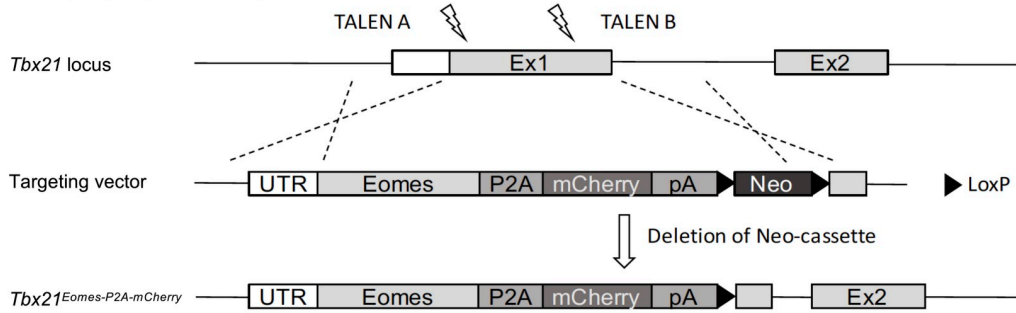 TALEN A TALEN B
Tbx21 locus Ex1 Ex2
Targeting vector UTR Eomes P2A mCherry pA Neo LoxP
Deletion of Neo-cassette
Tbx21Eomes-P2A-mCherry UTR Eomes P2A mCherry pA Ex2